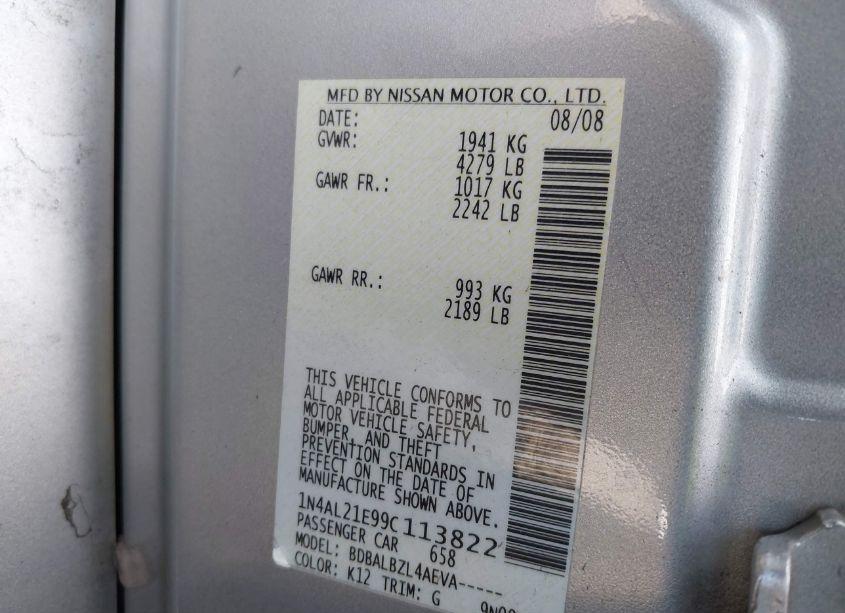 MFD BY NISSAN MOTOR CO., LTD.
DATE: 08/08
GVWR: 1941 KG
4279 LB
GAWR FR.: 1017 KG
2242 LB
GAWR RR.: 993 KG
2189 LB
THIS VEHICLE CONFORMS TO
ALL APPLICABLE FEDERAL
MOTOR VEHICLE SAFETY,
BUMPER, AND THEFT
PREVENTION STANDARDS IN
EFFECT ON THE DATE OF
MANUFACTURE SHOWN ABOVE.
1N4AL21E99C113822
PASSENGER CAR 658
MODEL: BDBALBZL4AEVA-----
COLOR: K12 TRIM: G